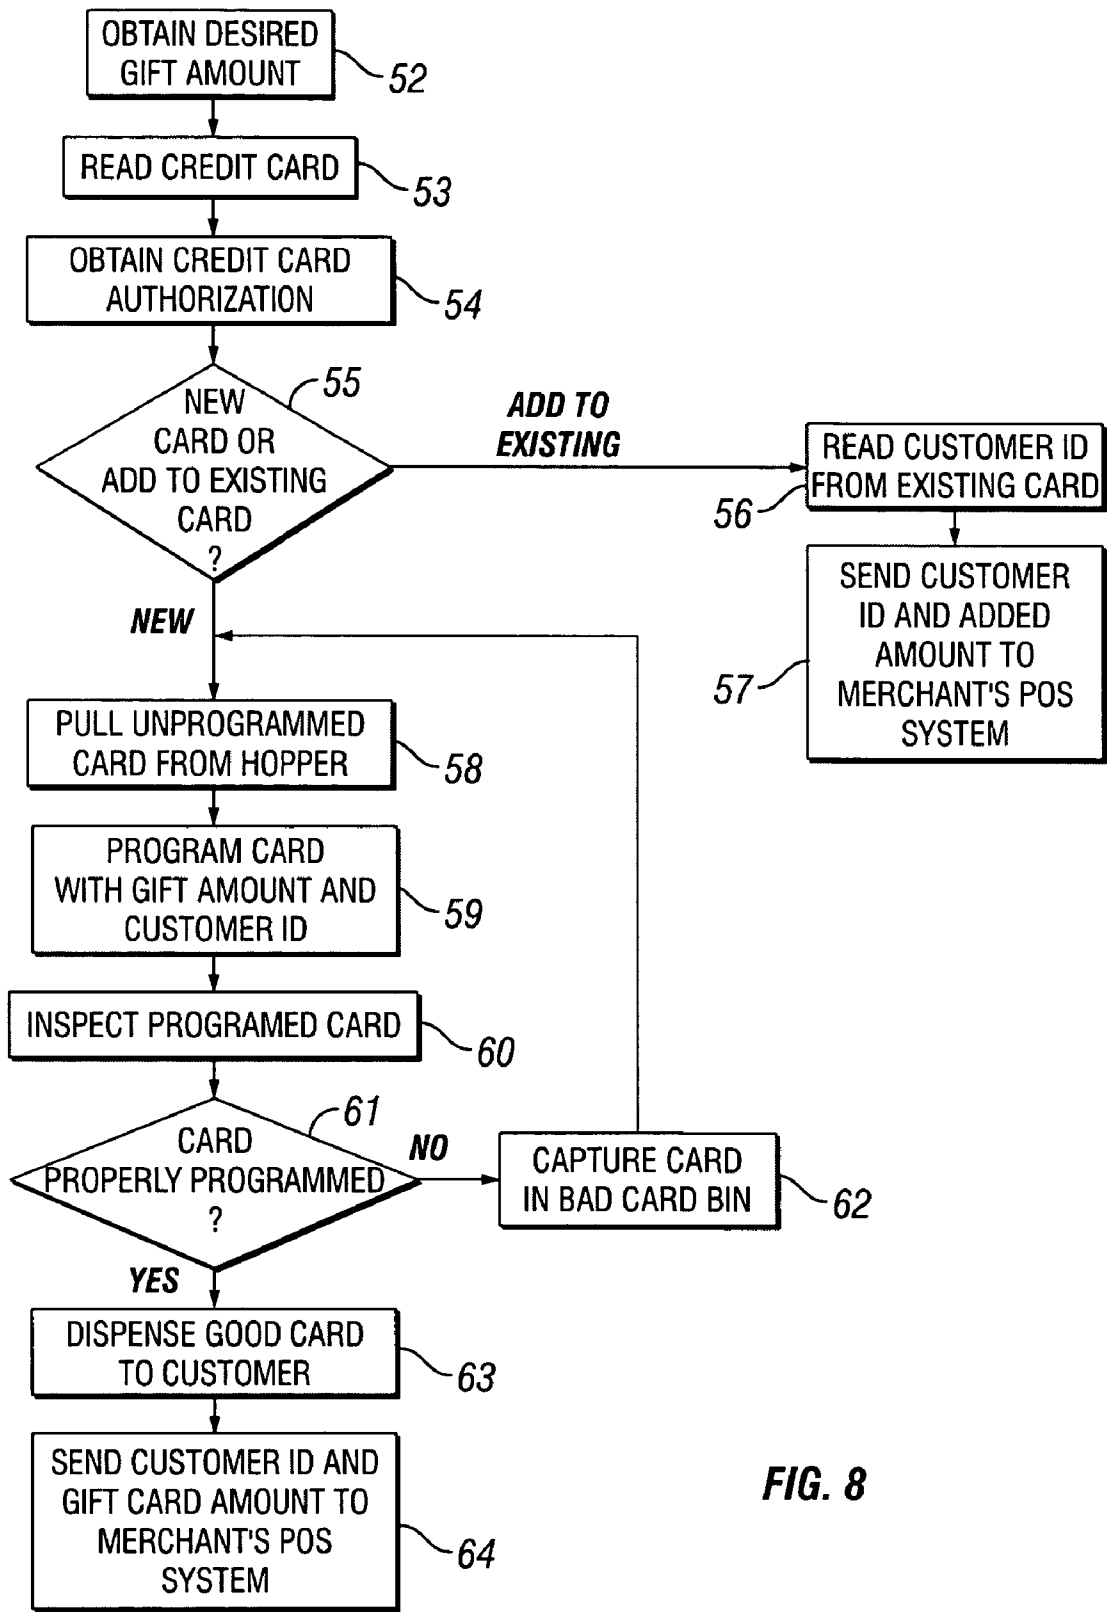 OBTAIN DESIRED
GIFT AMOUNT
52
READ CREDIT CARD
53
OBTAIN CREDIT CARD
AUTHORIZATION
54
NEW
CARD OR
ADD TO EXISTING
CARD
?
55
ADD TO
EXISTING
READ CUSTOMER ID
FROM EXISTING CARD
56
SEND CUSTOMER
ID AND ADDED
AMOUNT TO
MERCHANT'S POS
SYSTEM
57
NEW
PULL UNPROGRAMMED
CARD FROM HOPPER
58
PROGRAM CARD
WITH GIFT AMOUNT AND
CUSTOMER ID
59
INSPECT PROGRAMED CARD
60
CARD
PROPERLY PROGRAMMED
?
61
NO
CAPTURE CARD
IN BAD CARD BIN
62
YES
DISPENSE GOOD CARD
TO CUSTOMER
63
SEND CUSTOMER ID AND
GIFT CARD AMOUNT TO
MERCHANT'S POS
SYSTEM
64
FIG. 8